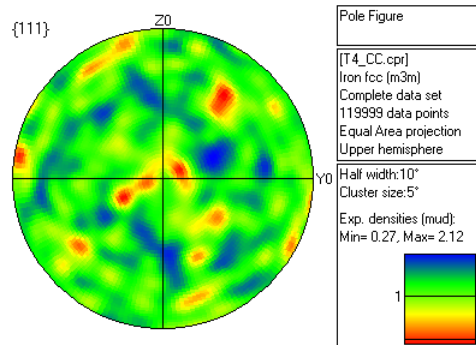 {111}
Z0
Y0
Pole Figure
[T4_CC.cpr]
Iron fcc (m3m)
Complete data set
119999 data points
Equal Area projection
Upper hemisphere
Half width:10°
Cluster size:5°
Exp. densities (mud):
Min= 0.27, Max= 2.12
1